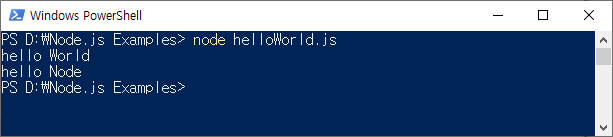 Windows PowerShell
PS D:₩Node.js Examples> node helloWorld.js
hello World
hello Node
PS D:₩Node.js Examples>